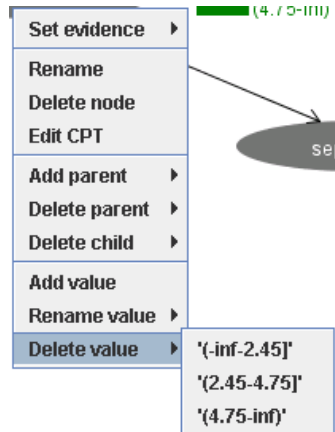 (4.75-inf)
Set evidence
Rename
Delete node
Edit CPT
se
Add parent
Delete parent
Delete child
Add value
Rename value
Delete value
'(-inf-2.45]'
'(2.45-4.75]'
'(4.75-inf)'